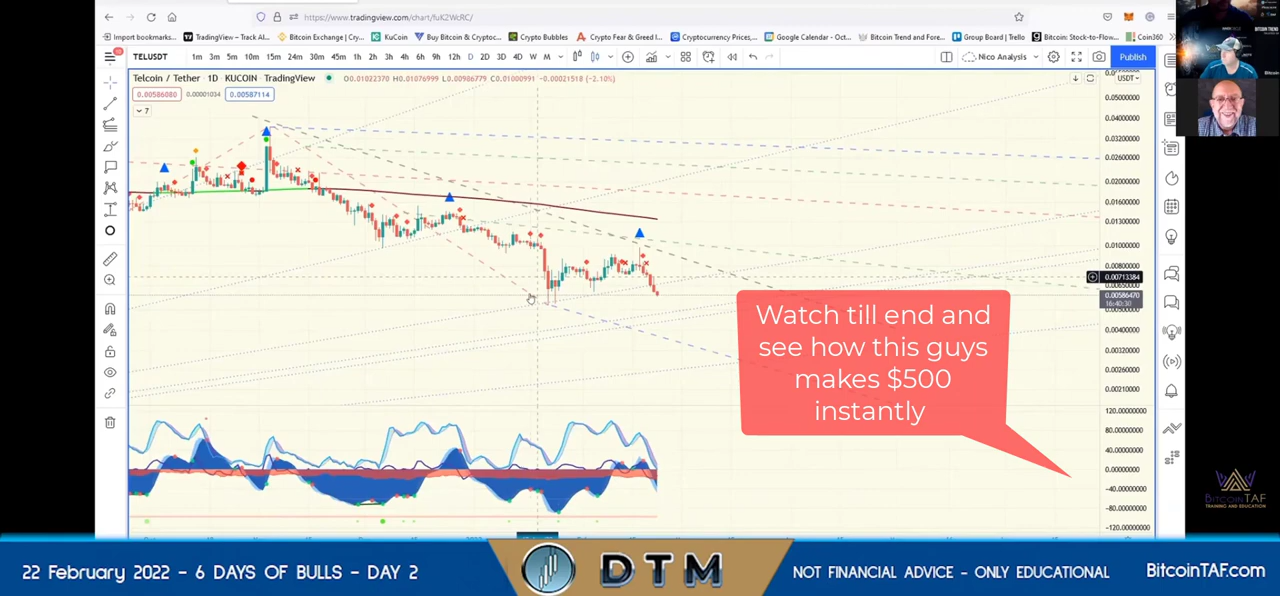 https://www.tradingview.com/chart/fuK2WcRC/
Import bookmarks... TradingView – Track Al... Bitcoin Exchange | Cry... KuCoin Buy Bitcoin & Cryptoc... Crypto Bubbles Crypto Fear & Greed I... Cryptocurrency Prices,... Google Calendar - Oct... Bitcoin Trend and Fore... Group Board | Trello Bitcoin: Stock-to-Flow... Coin360
TELUSDT 1m 3m 5m 10m 15m 24m 30m 45m 1h 2h 3h 4h 6h 9h 12h D 2D 3D 4D W M Nico Analysis Publish
Telcoin / Tether · 1D · KUCOIN · TradingView O0.01022370 H0.01076999 L0.00986779 C0.01000991 -0.00021518 (-2.10%) USDT
0.00586080 0.00001034 0.00587114
7
0.05000000
0.04000000
0.03200000
0.02600000
0.02000000
0.01600000
0.01300000
0.01000000
0.00800000
0.00713384
0.00586470
16:40:30
0.00400000
0.00320000
0.00260000
0.00210000
Watch till end and
see how this guys
makes $500
instantly
120.00000000
80.00000000
40.00000000
0.00000000
-40.00000000
-80.00000000
-120.00000000
BITCOINTAF
TRAINING AND EDUCATION
22 February 2022 – 6 DAYS OF BULLS – DAY 2
DTM
NOT FINANCIAL ADVICE – ONLY EDUCATIONAL
BitcoinTAF.com